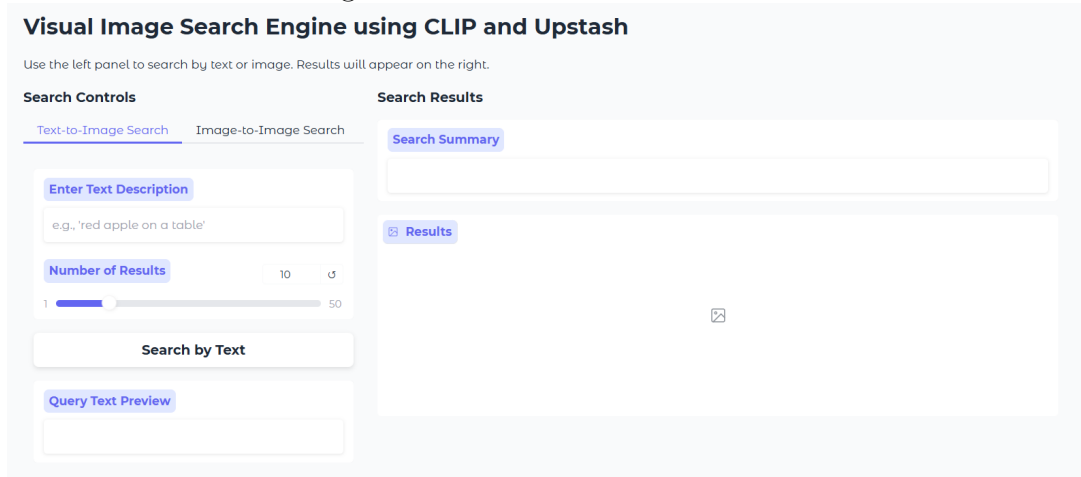 Visual Image Search Engine using CLIP and Upstash
Use the left panel to search by text or image. Results will appear on the right.
Search Controls
Text-to-Image Search
Image-to-Image Search
Enter Text Description
e.g., 'red apple on a table'
Number of Results
10 ↺
1
50
Search by Text
Query Text Preview
Search Results
Search Summary
Results